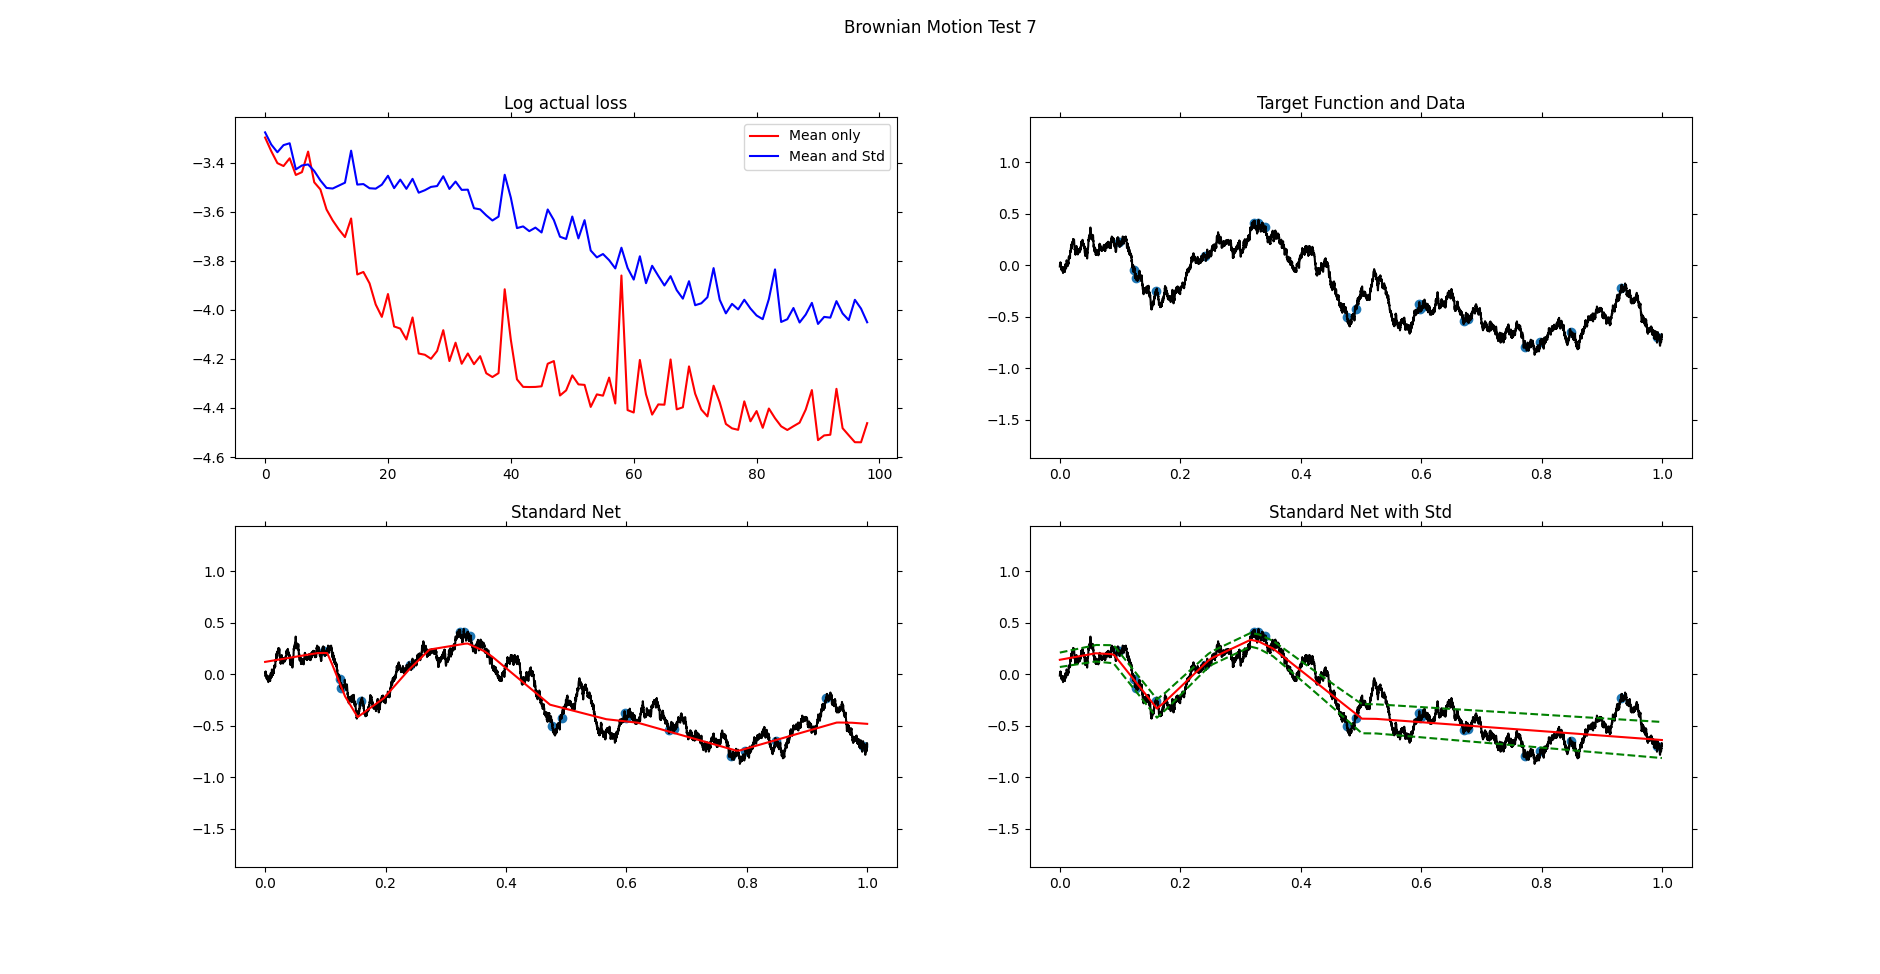 Brownian Motion Test 7
Log actual loss
Mean only
Mean and Std
−3.4
−3.6
−3.8
−4.0
−4.2
−4.4
−4.6
0 20 40 60 80 100
Target Function and Data
1.0
0.5
0.0
−0.5
−1.0
−1.5
0.0 0.2 0.4 0.6 0.8 1.0
Standard Net
1.0
0.5
0.0
−0.5
−1.0
−1.5
0.0 0.2 0.4 0.6 0.8 1.0
Standard Net with Std
1.0
0.5
0.0
−0.5
−1.0
−1.5
0.0 0.2 0.4 0.6 0.8 1.0